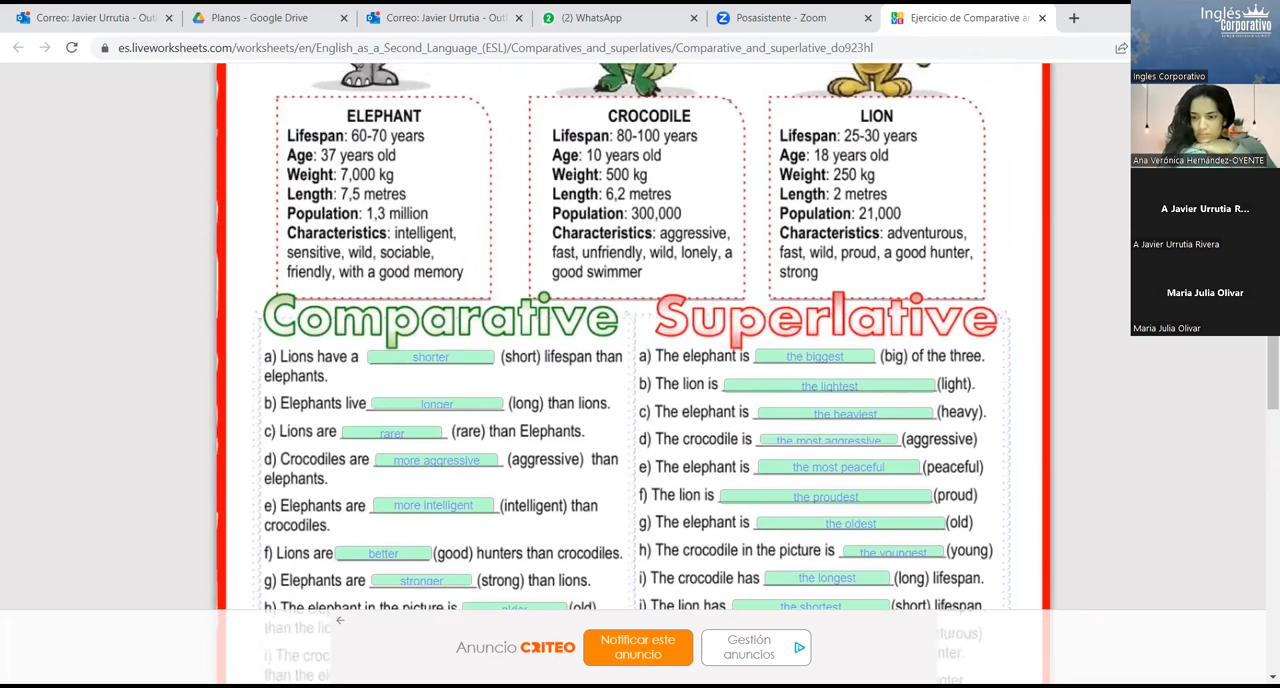 Correo: Javier Urrutia - Outl
Planos - Google Drive
Correo: Javier Urrutia - Outl
(2) WhatsApp
Posasistente - Zoom
Ejercicio de Comparative an
es.liveworksheets.com/worksheets/en/English_as_a_Second_Language_(ESL)/Comparatives_and_superlatives/Comparative_and_superlative_do923hl
Inglés
Corporativo
Ingles Corporativo
Ana Verónica Hernández-OYENTE
A Javier Urrutia R...
A Javier Urrutia Rivera
Maria Julia Olivar
Maria Julia Olivar
ELEPHANT
Lifespan: 60-70 years
Age: 37 years old
Weight: 7,000 kg
Length: 7,5 metres
Population: 1,3 million
Characteristics: intelligent,
sensitive, wild, sociable,
friendly, with a good memory
CROCODILE
Lifespan: 80-100 years
Age: 10 years old
Weight: 500 kg
Length: 6,2 metres
Population: 300,000
Characteristics: aggressive,
fast, unfriendly, wild, lonely, a
good swimmer
LION
Lifespan: 25-30 years
Age: 18 years old
Weight: 250 kg
Length: 2 metres
Population: 21,000
Characteristics: adventurous,
fast, wild, proud, a good hunter,
strong
Comparative
a) Lions have a shorter (short) lifespan than
elephants.
b) Elephants live longer (long) than lions.
c) Lions are rarer (rare) than Elephants.
d) Crocodiles are more aggressive (aggressive) than
elephants.
e) Elephants are more intelligent (intelligent) than
crocodiles.
f) Lions are better (good) hunters than crocodiles.
g) Elephants are stronger (strong) than lions.
h) The elephant in the picture is older (old)
than the lio
i) The croc
than the ele
Superlative
a) The elephant is the biggest (big) of the three.
b) The lion is the lightest (light).
c) The elephant is the heaviest (heavy).
d) The crocodile is the most aggressive (aggressive)
e) The elephant is the most peaceful (peaceful)
f) The lion is the proudest (proud)
g) The elephant is the oldest (old)
h) The crocodile in the picture is the youngest (young)
i) The crocodile has the longest (long) lifespan.
j) The lion has the shortest (short) lifespan
nturous)
nter.
Anuncio CRITEO
Notificar este
anuncio
Gestión
anuncios